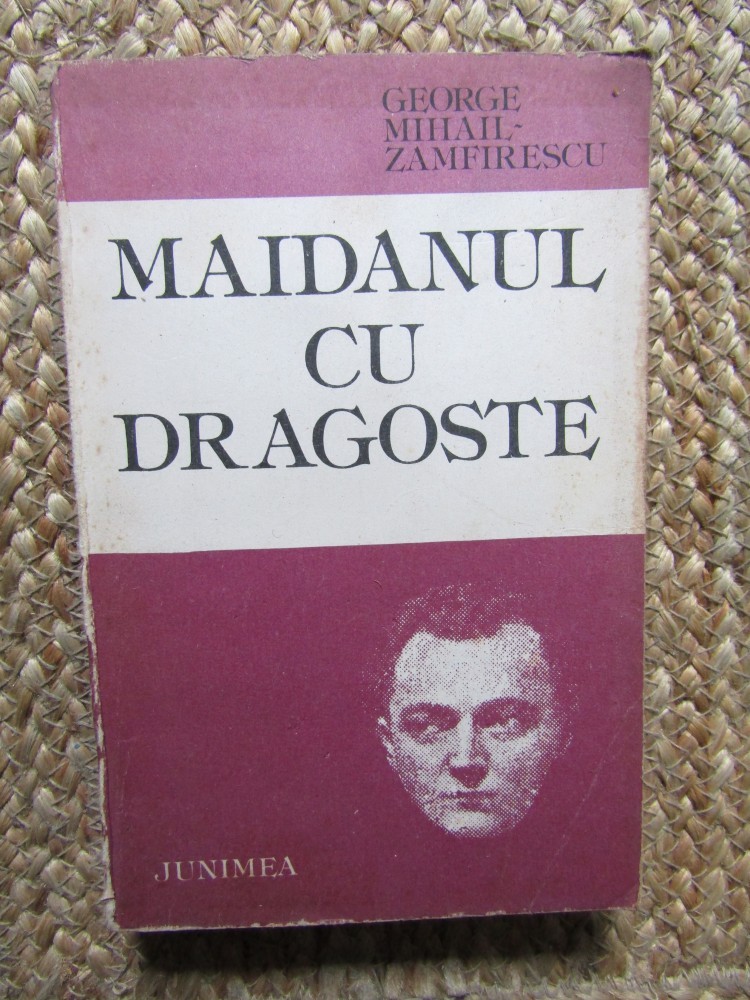 GEORGE
MIHAIL-
ZAMFIRESCU
MAIDANUL
CU
DRAGOSTE
JUNIMEA